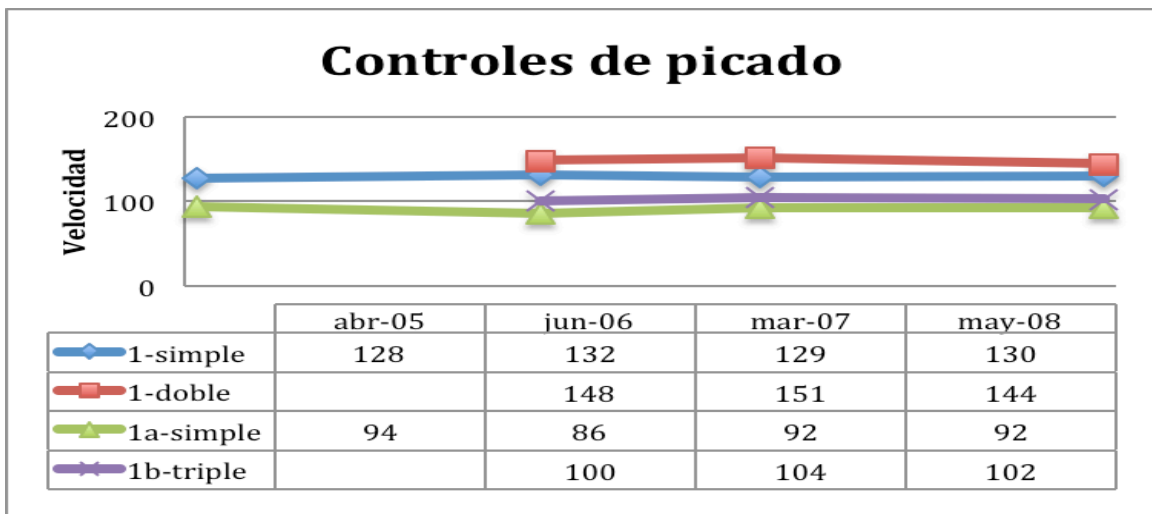 Controles de picado
Velocidad
200
100
0
abr-05 jun-06 mar-07 may-08
1-simple 128 132 129 130
1-doble 148 151 144
1a-simple 94 86 92 92
1b-triple 100 104 102